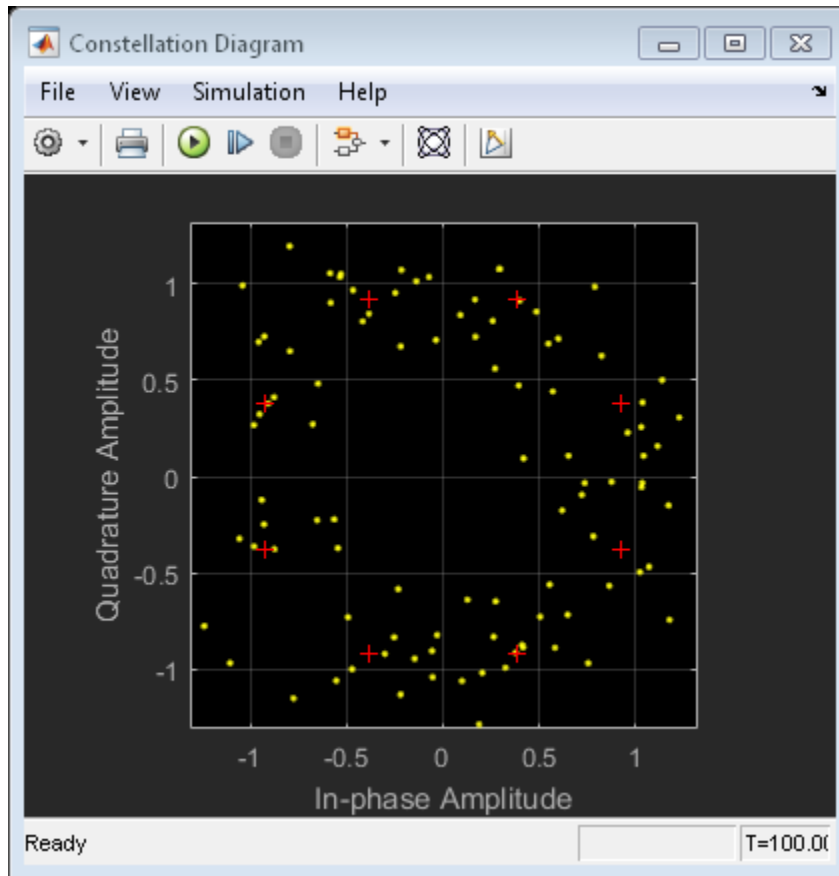 Constellation Diagram
File View Simulation Help
1
0.5
0
-0.5
-1
Quadrature Amplitude
-1 -0.5 0 0.5 1
In-phase Amplitude
Ready T=100.00